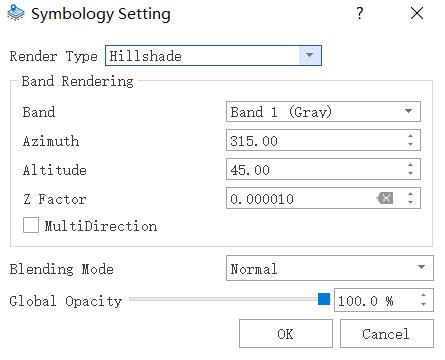 Symbology Setting
Render Type Hillshade
Band Rendering
Band Band 1 (Gray)
Azimuth 315.00
Altitude 45.00
Z Factor 0.000010
MultiDirection
Blending Mode Normal
Global Opacity 100.0 %
OK Cancel